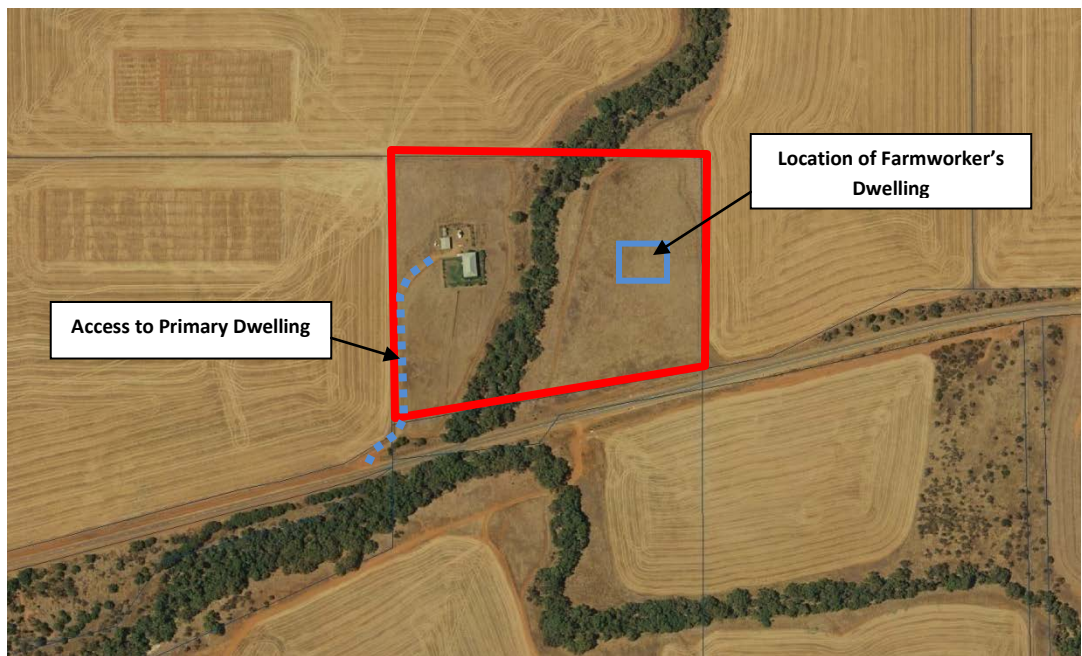 Location of Farmworker's
Dwelling
Access to Primary Dwelling